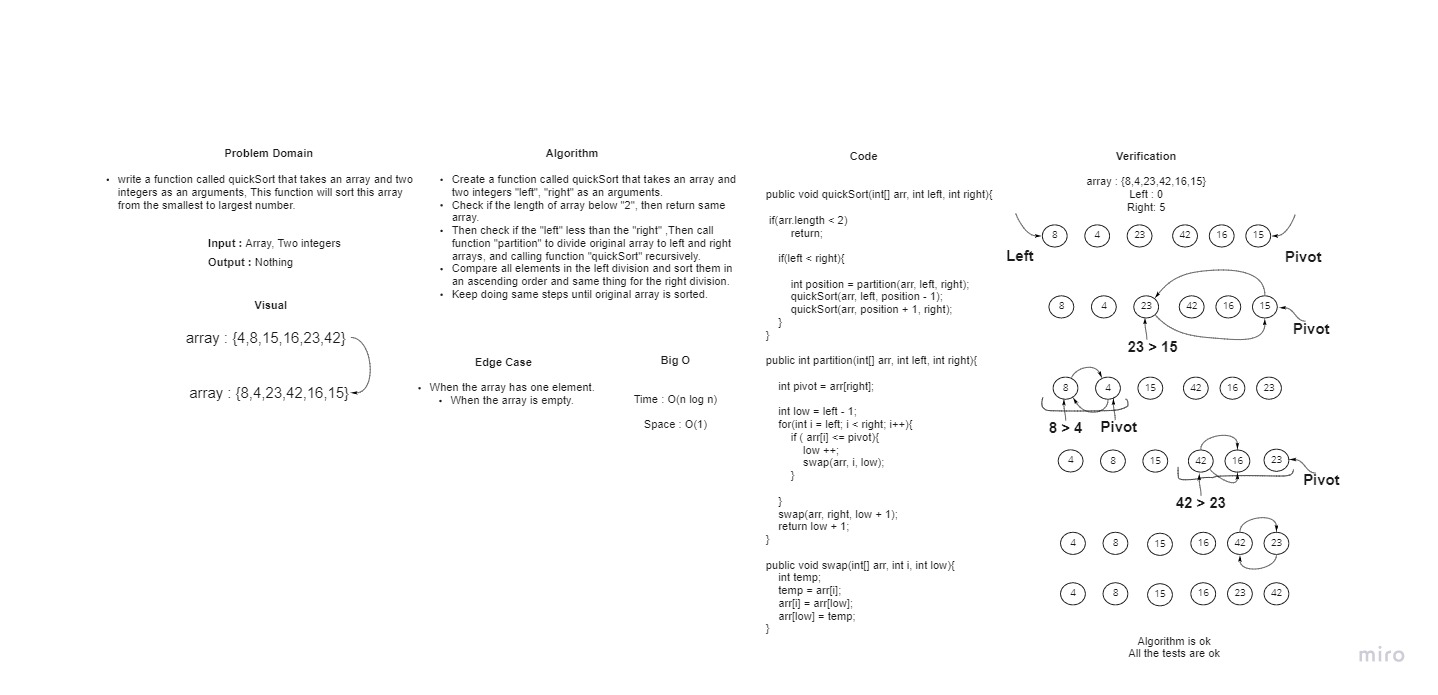 Problem Domain
• write a function called quickSort that takes an array and two
integers as an arguments, This function will sort this array
from the smallest to largest number.
Input : Array, Two integers
Output : Nothing
Visual
array : {4,8,15,16,23,42}
array : {8,4,23,42,16,15}
Algorithm
• Create a function called quickSort that takes an array and
two integers "left", "right" as an arguments.
• Check if the length of array below "2", then return same
array.
• Then check if the "left" less than the "right" ,Then call
function "partition" to divide original array to left and right
arrays, and calling function "quickSort" recursively.
• Compare all elements in the left division and sort them in
an ascending order and same thing for the right division.
• Keep doing same steps until original array is sorted.
Edge Case
• When the array has one element.
• When the array is empty.
Big O
Time : O(n log n)
Space : O(1)
Code
public void quickSort(int[] arr, int left, int right){
if(arr.length < 2)
return;
if(left < right){
int position = partition(arr, left, right);
quickSort(arr, left, position - 1);
quickSort(arr, position + 1, right);
}
}
public int partition(int[] arr, int left, int right){
int pivot = arr[right];
int low = left - 1;
for(int i = left; i < right; i++){
if ( arr[i] <= pivot){
low ++;
swap(arr, i, low);
}
}
swap(arr, right, low + 1);
return low + 1;
}
public void swap(int[] arr, int i, int low){
int temp;
temp = arr[i];
arr[i] = arr[low];
arr[low] = temp;
}
Verification
array : {8,4,23,42,16,15}
Left : 0
Right: 5
8 4 23 42 16 15
Left Pivot
8 4 23 42 16 15
Pivot
23 > 15
8 4 15 42 16 23
8 > 4 Pivot
4 8 15 42 16 23
Pivot
42 > 23
4 8 15 16 42 23
4 8 15 16 23 42
Algorithm is ok
All the tests are ok
miro